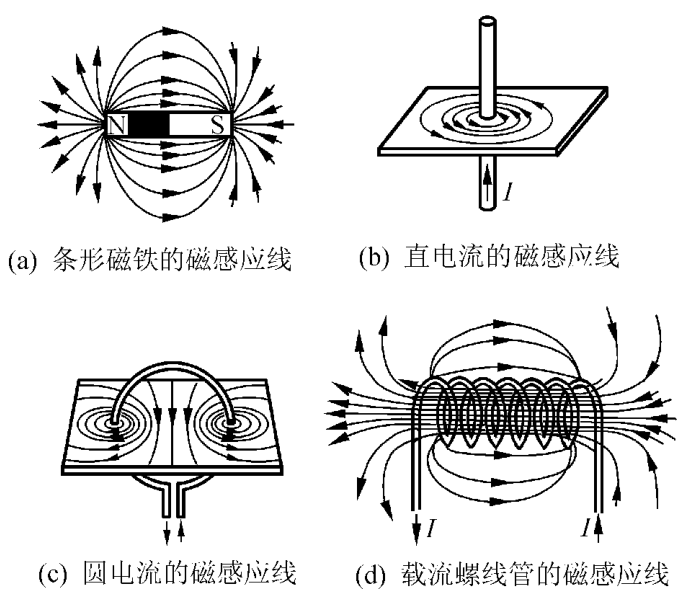 N S
I
(a) 条形磁铁的磁感应线
(b) 直电流的磁感应线
I I
(c) 圆电流的磁感应线
(d) 载流螺线管的磁感应线